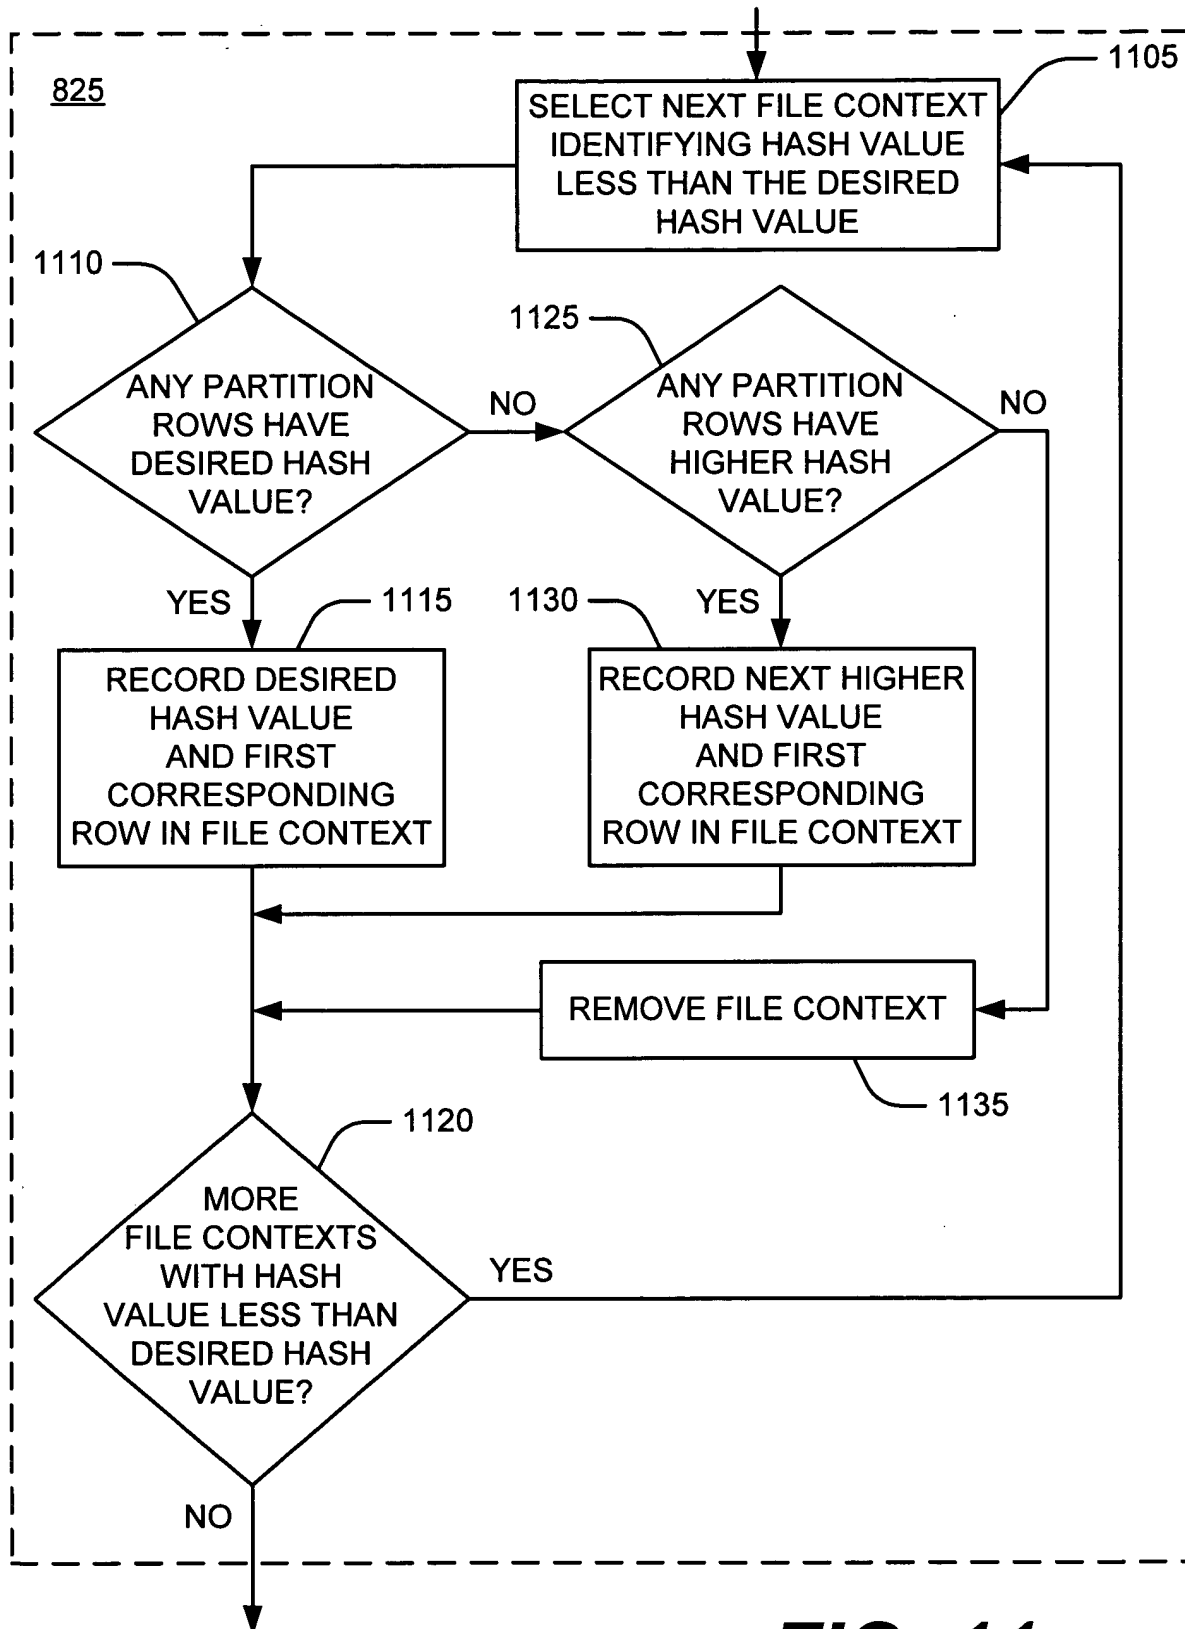 825
1105
SELECT NEXT FILE CONTEXT
IDENTIFYING HASH VALUE
LESS THAN THE DESIRED
HASH VALUE
1110
ANY PARTITION
ROWS HAVE
DESIRED HASH
VALUE?
NO
1125
ANY PARTITION
ROWS HAVE
HIGHER HASH
VALUE?
NO
YES
1115
RECORD DESIRED
HASH VALUE
AND FIRST
CORRESPONDING
ROW IN FILE CONTEXT
1130
YES
RECORD NEXT HIGHER
HASH VALUE
AND FIRST
CORRESPONDING
ROW IN FILE CONTEXT
REMOVE FILE CONTEXT
1135
1120
MORE
FILE CONTEXTS
WITH HASH
VALUE LESS THAN
DESIRED HASH
VALUE?
YES
NO
FIG. 11